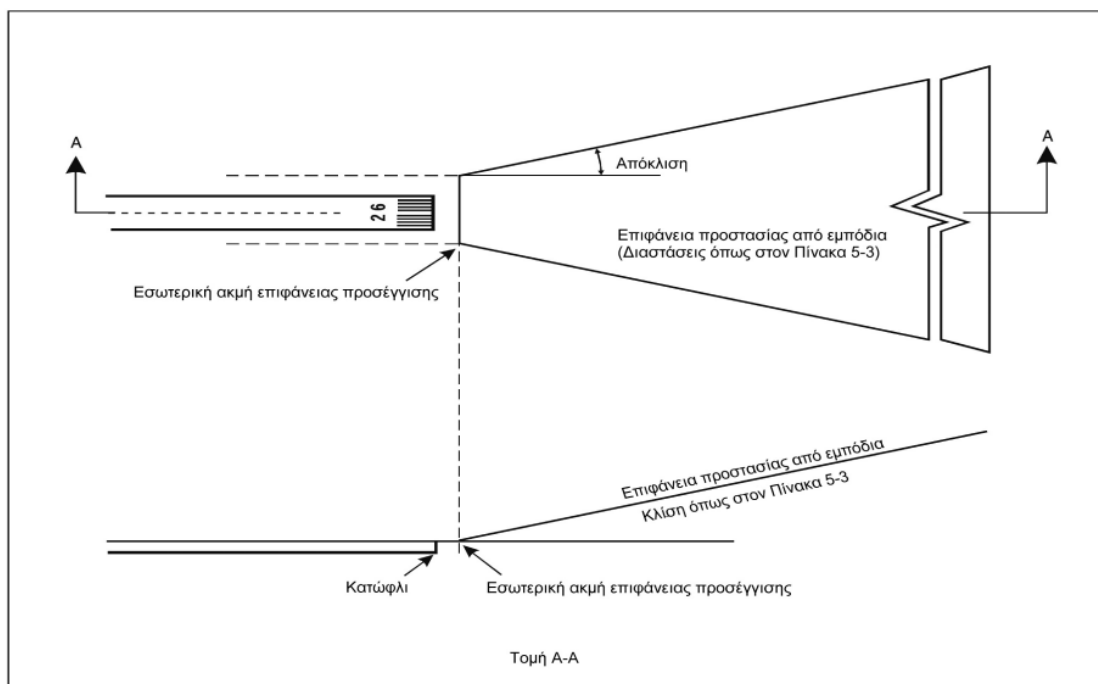 A
A
Απόκλιση
26
Επιφάνεια προστασίας από εμπόδια
(Διαστάσεις όπως στον Πίνακα 5-3)
Εσωτερική ακμή επιφάνειας προσέγγισης
Επιφάνεια προστασίας από εμπόδια
Κλίση όπως στον Πίνακα 5-3
Κατώφλι
Εσωτερική ακμή επιφάνειας προσέγγισης
Τομή A-A